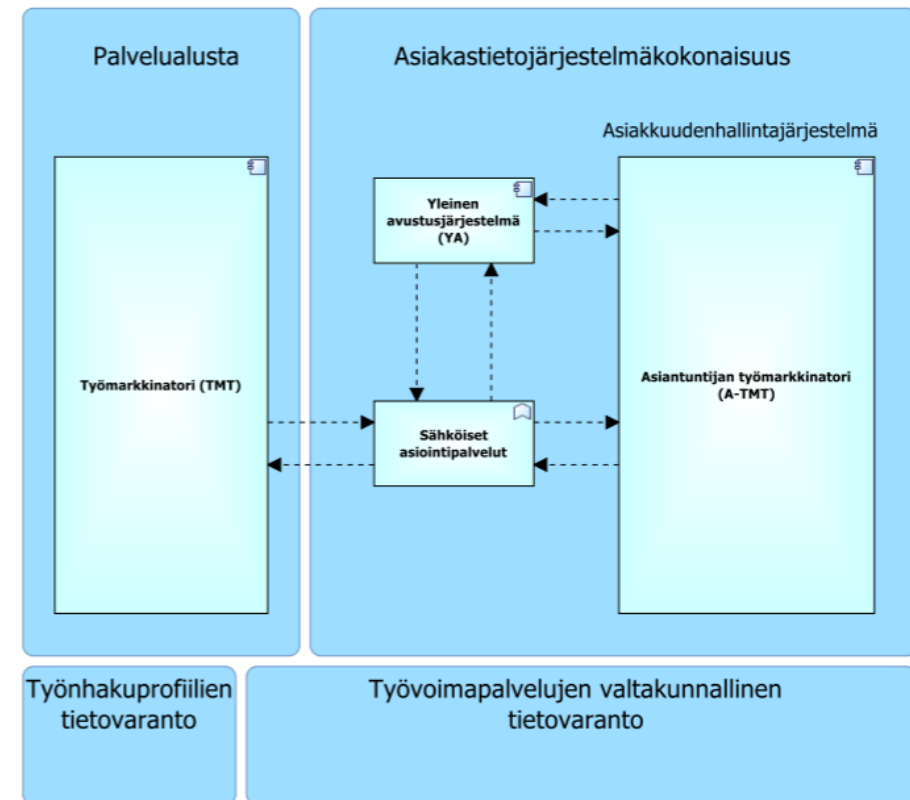 Palvelualusta
Asiakastietojärjestelmäkokonaisuus
Asiakkuudenhallintajärjestelmä
Yleinen
avustusjärjestelmä
(YA)
Työmarkkinatori (TMT)
Asiantuntijan työmarkkinatori
(A-TMT)
Sähköiset
asiointipalvelut
Työnhakuprofiilien
tietovaranto
Työvoimapalvelujen valtakunnallinen
tietovaranto